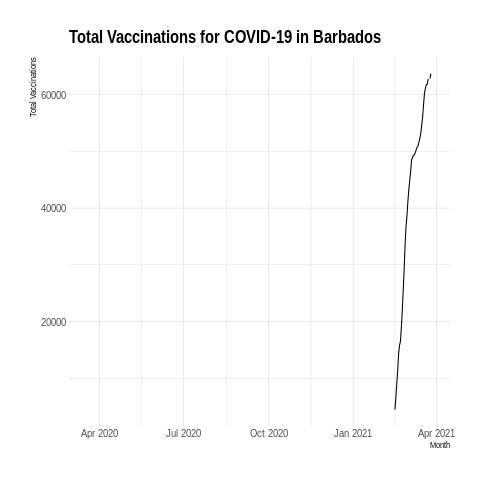 Total Vaccinations for COVID-19 in Barbados
Total Vaccinations
60000
40000
20000
Apr 2020 Jul 2020 Oct 2020 Jan 2021 Apr 2021
Month